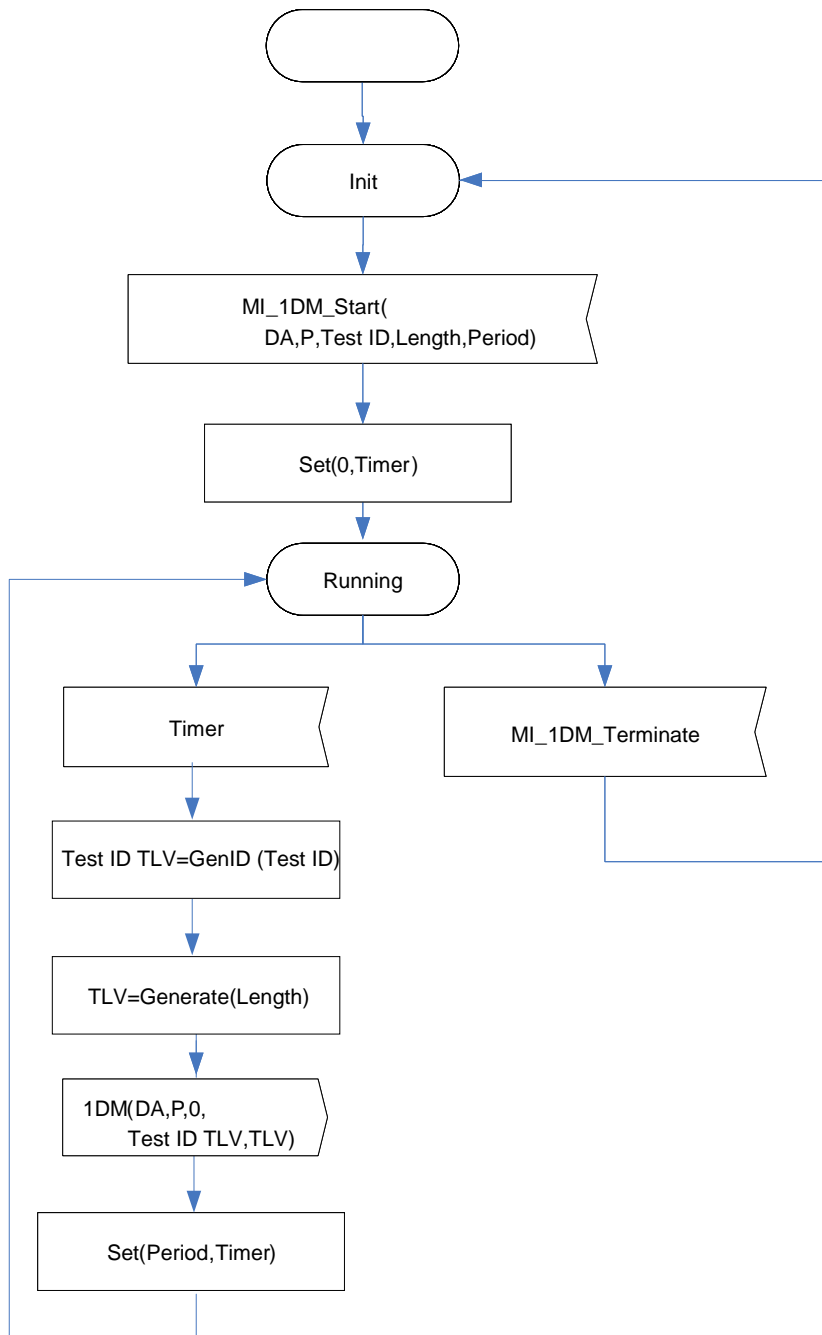 Init
MI_1DM_Start(
DA,P,Test ID,Length,Period)
Set(0,Timer)
Running
Timer
MI_1DM_Terminate
Test ID TLV=GenID (Test ID)
TLV=Generate(Length)
1DM(DA,P,0,
Test ID TLV,TLV)
Set(Period,Timer)